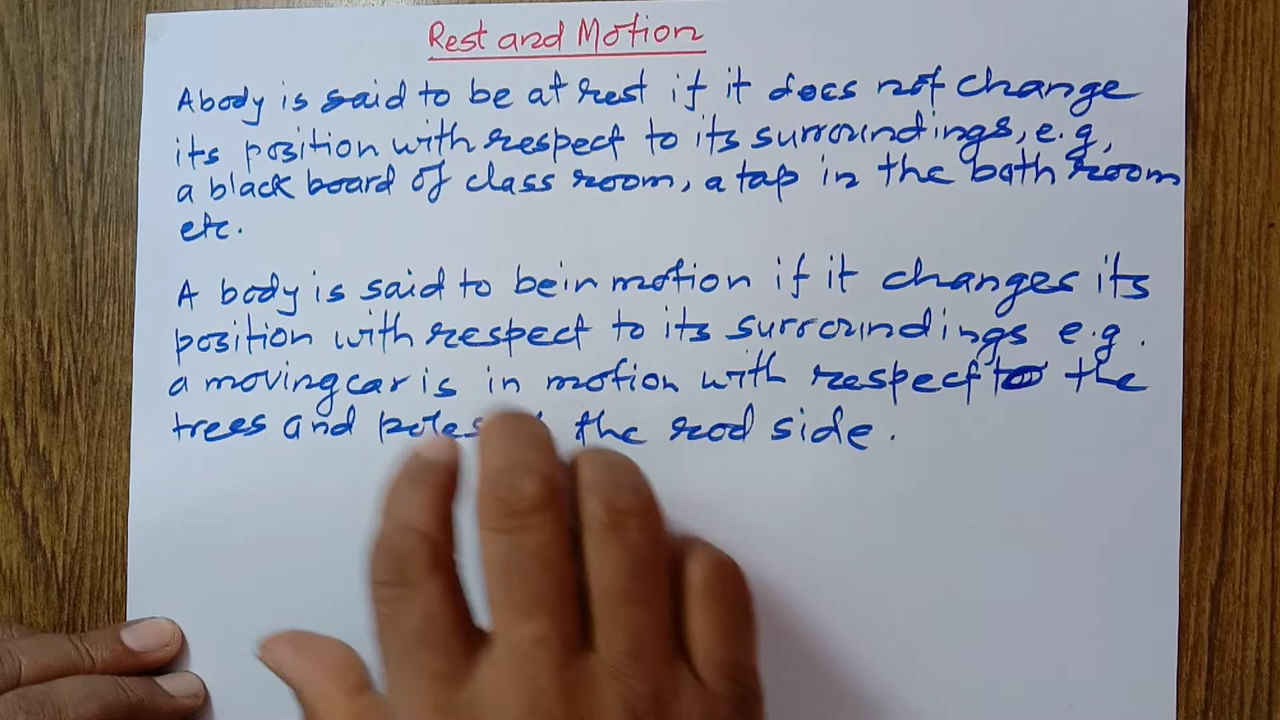 Rest and Motion
A body is said to be at rest if it does not change
its position with respect to its surroundings, e.g,
a black board of class room, a tap in the bath room
etc.
A body is said to be in motion if it changes its
position with respect to its surroundings e.g.
a moving car is in motion with respect to the
trees and poles the rod side.